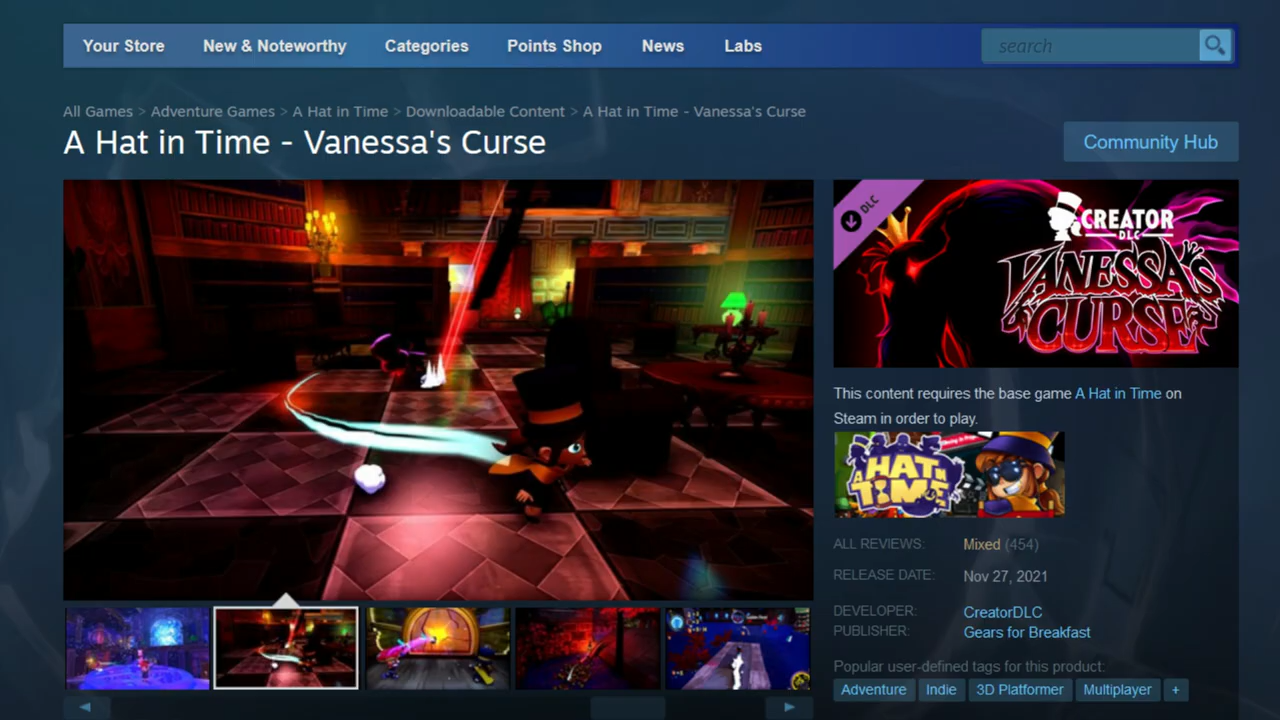 Your Store New & Noteworthy Categories Points Shop News Labs search
All Games > Adventure Games > A Hat in Time > Downloadable Content > A Hat in Time - Vanessa's Curse
A Hat in Time - Vanessa's Curse
Community Hub
DLC
CREATOR
DLC
VANESSA'S
CURSE
This content requires the base game A Hat in Time on
Steam in order to play.
A HAT IN
TIME
ALL REVIEWS: Mixed (454)
RELEASE DATE: Nov 27, 2021
DEVELOPER: CreatorDLC
PUBLISHER: Gears for Breakfast
Popular user-defined tags for this product:
Adventure Indie 3D Platformer Multiplayer +